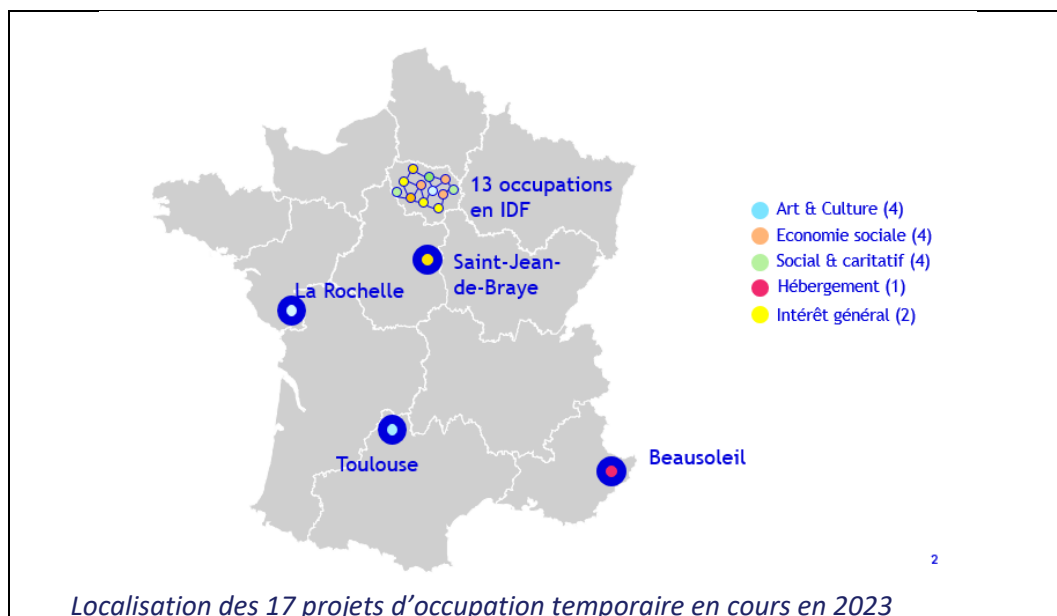 13 occupations
en IDF
Saint-Jean-
de-Braye
La Rochelle
Toulouse
Beausoleil
Art & Culture (4)
Economie sociale (4)
Social & caritatif (4)
Hébergement (1)
Intérêt général (2)
2
Localisation des 17 projets d’occupation temporaire en cours en 2023